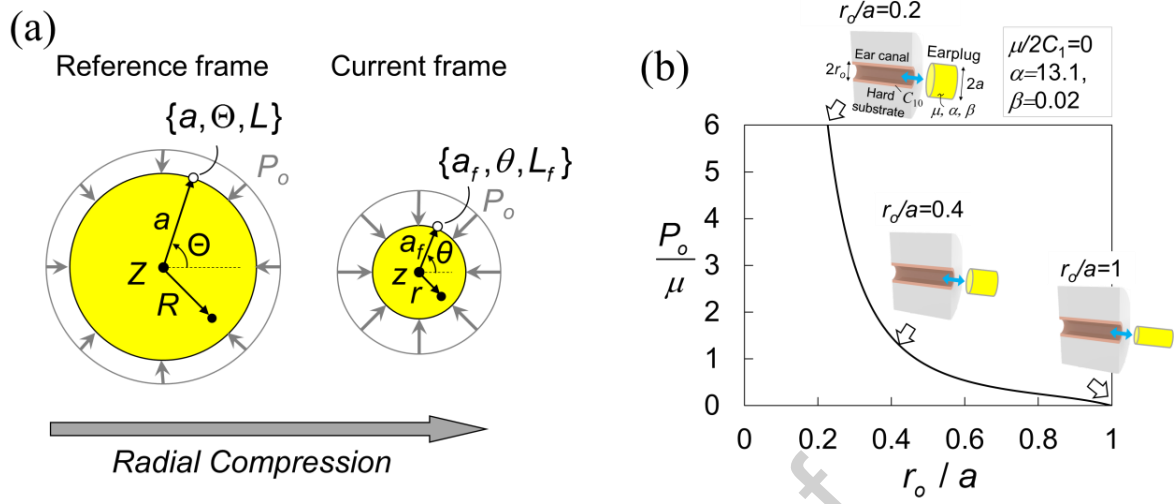 (a)
Reference frame
Current frame
{a, Θ, L}
P_o
a
Θ
Z
R
{a_f, θ, L_f}
P_o
a_f
θ
z
r
Radial Compression
(b)
r_o/a=0.2
Ear canal
Earplug
2r_o
2a
Hard
substrate
C_10
μ, α, β
μ/2C_1=0
α=13.1,
β=0.02
6
5
4
3
2
1
0
P_o
μ
r_o/a=0.4
r_o/a=1
0
0.2
0.4
0.6
0.8
1
r_o / a
f